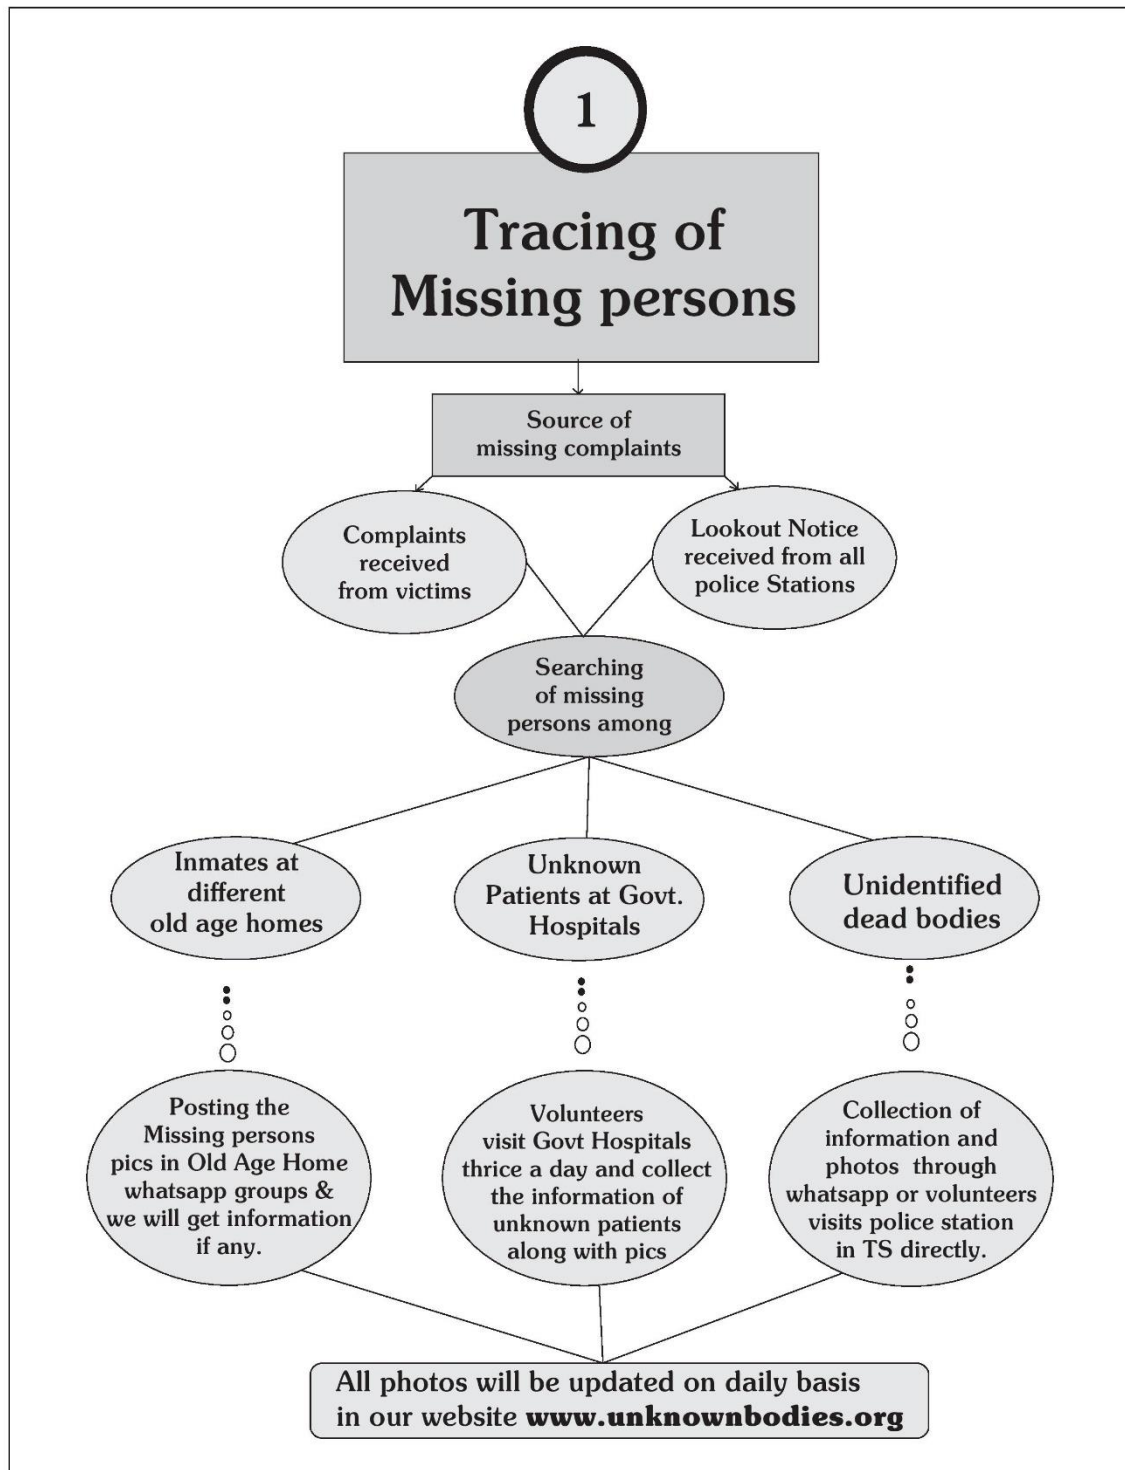 1
Tracing of
Missing persons
Source of
missing complaints
Complaints
received
from victims
Lookout Notice
received from all
police Stations
Searching
of missing
persons among
Inmates at
different
old age homes
Unknown
Patients at Govt.
Hospitals
Unidentified
dead bodies
Posting the
Missing persons
pics in Old Age Home
whatsapp groups &
we will get information
if any.
Volunteers
visit Govt Hospitals
thrice a day and collect
the information of
unknown patients
along with pics
Collection of
information and
photos through
whatsapp or volunteers
visits police station
in TS directly.
All photos will be updated on daily basis
in our website www.unknownbodies.org